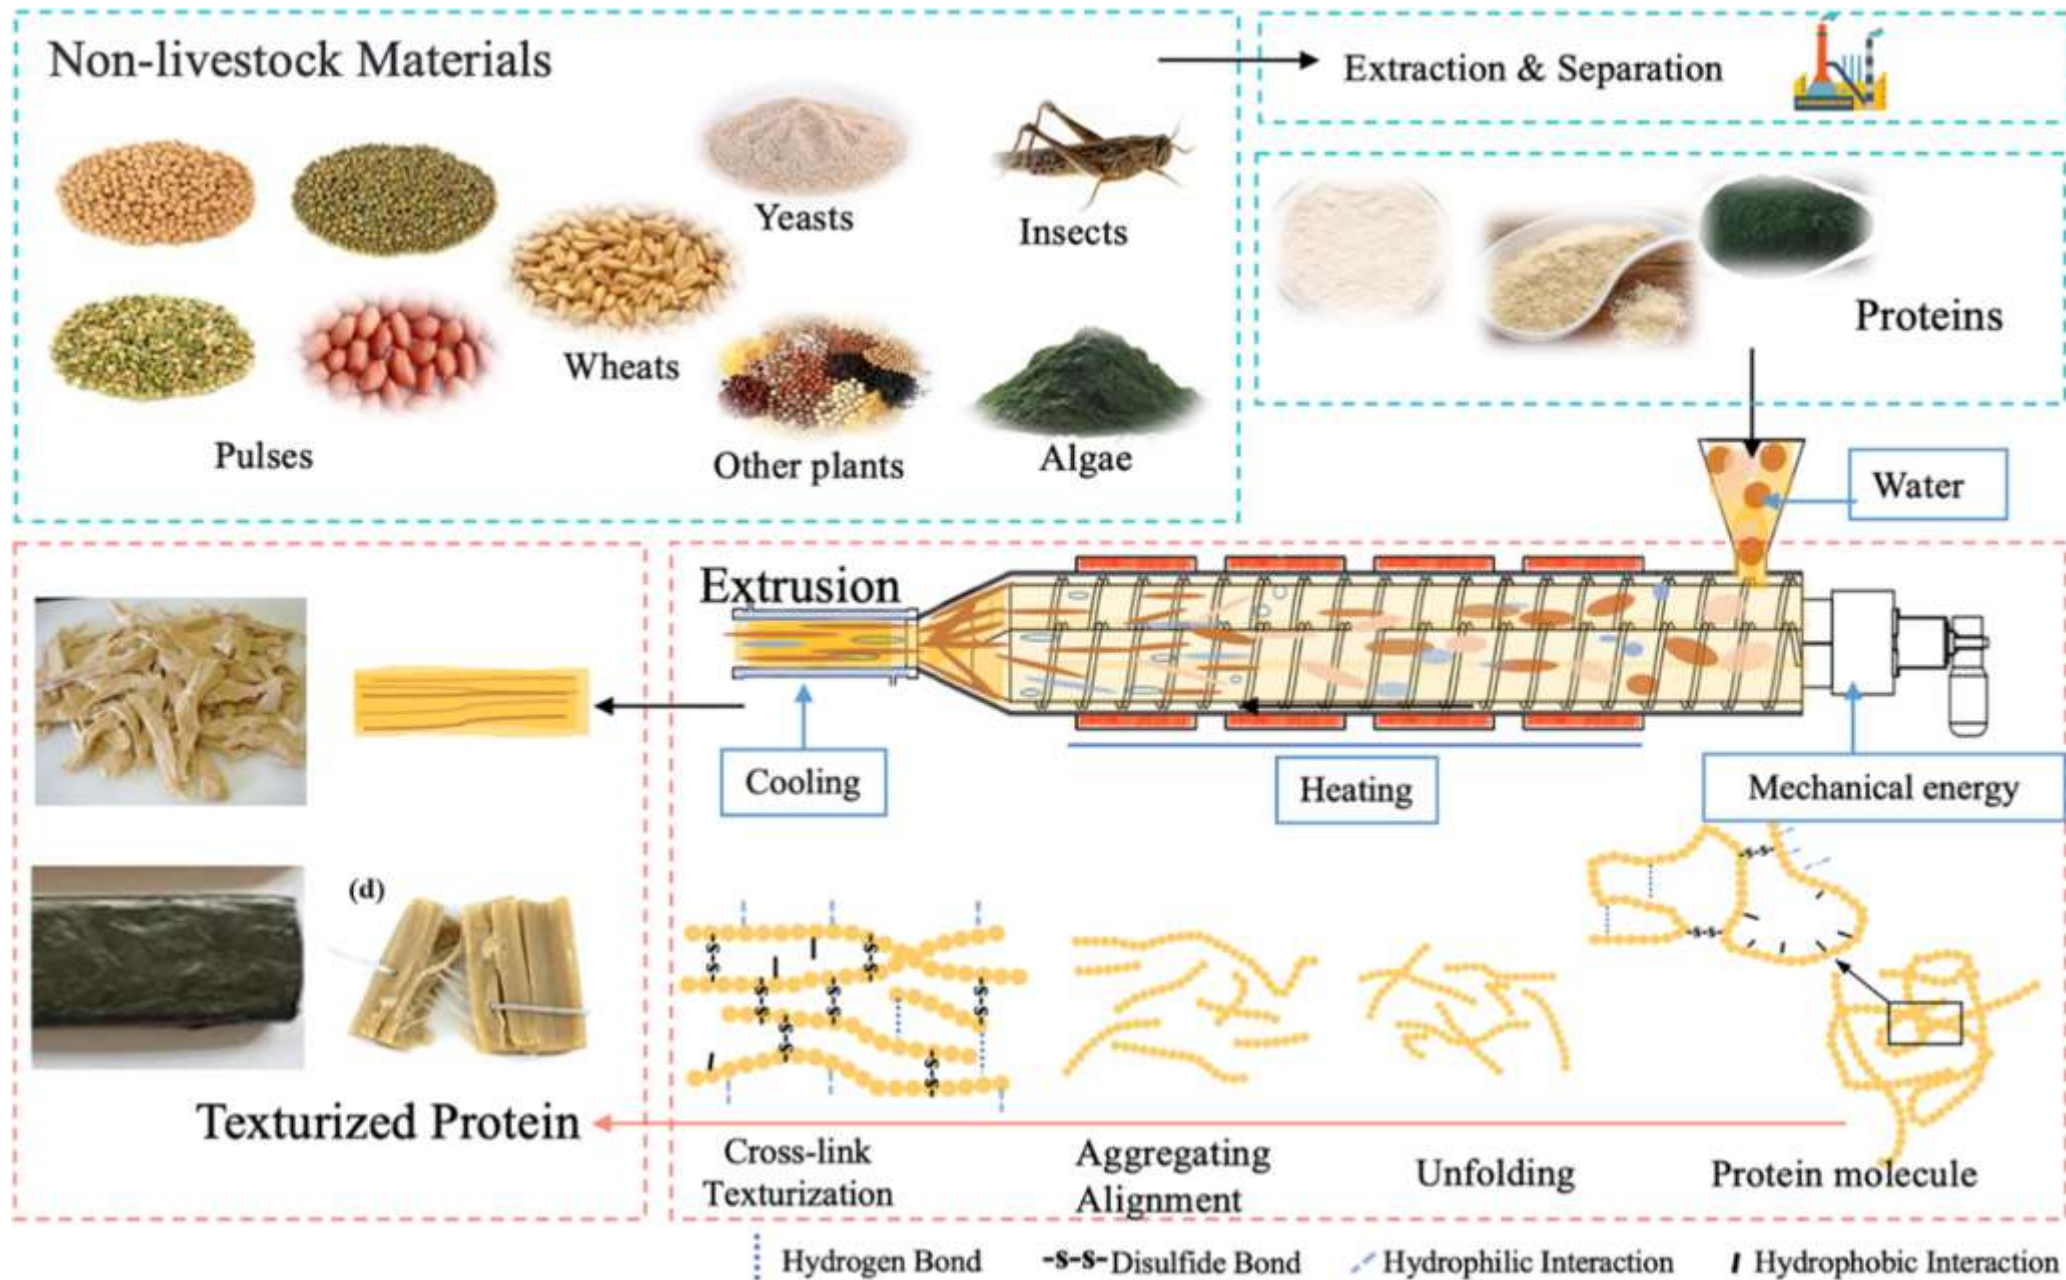 Non-livestock Materials
Extraction & Separation
Yeasts
Insects
Wheats
Proteins
Pulses
Other plants
Algae
Water
Extrusion
Cooling
Heating
Mechanical energy
(d)
-S-S-
-S-S-
-S-S-
-S-S-
-S-S-
-S-S-
-S-S-
-S-S-
-S-S-
Texturized Protein
Cross-link
Texturization
Aggregating
Alignment
Unfolding
Protein molecule
Hydrogen Bond
-S-S- Disulfide Bond
Hydrophilic Interaction
Hydrophobic Interaction